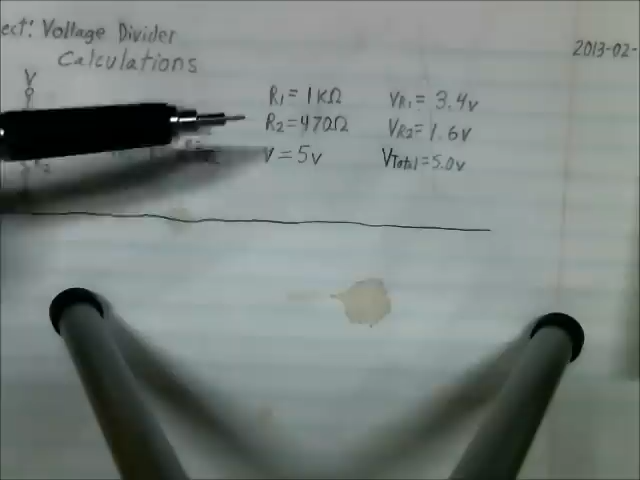 ect: Voltage Divider
Calculations
2013-02-
V
R1 = 1KΩ
VR1 = 3.4v
R2 = 470Ω
VR2 = 1.6v
V = 5v
VTotal = 5.0v